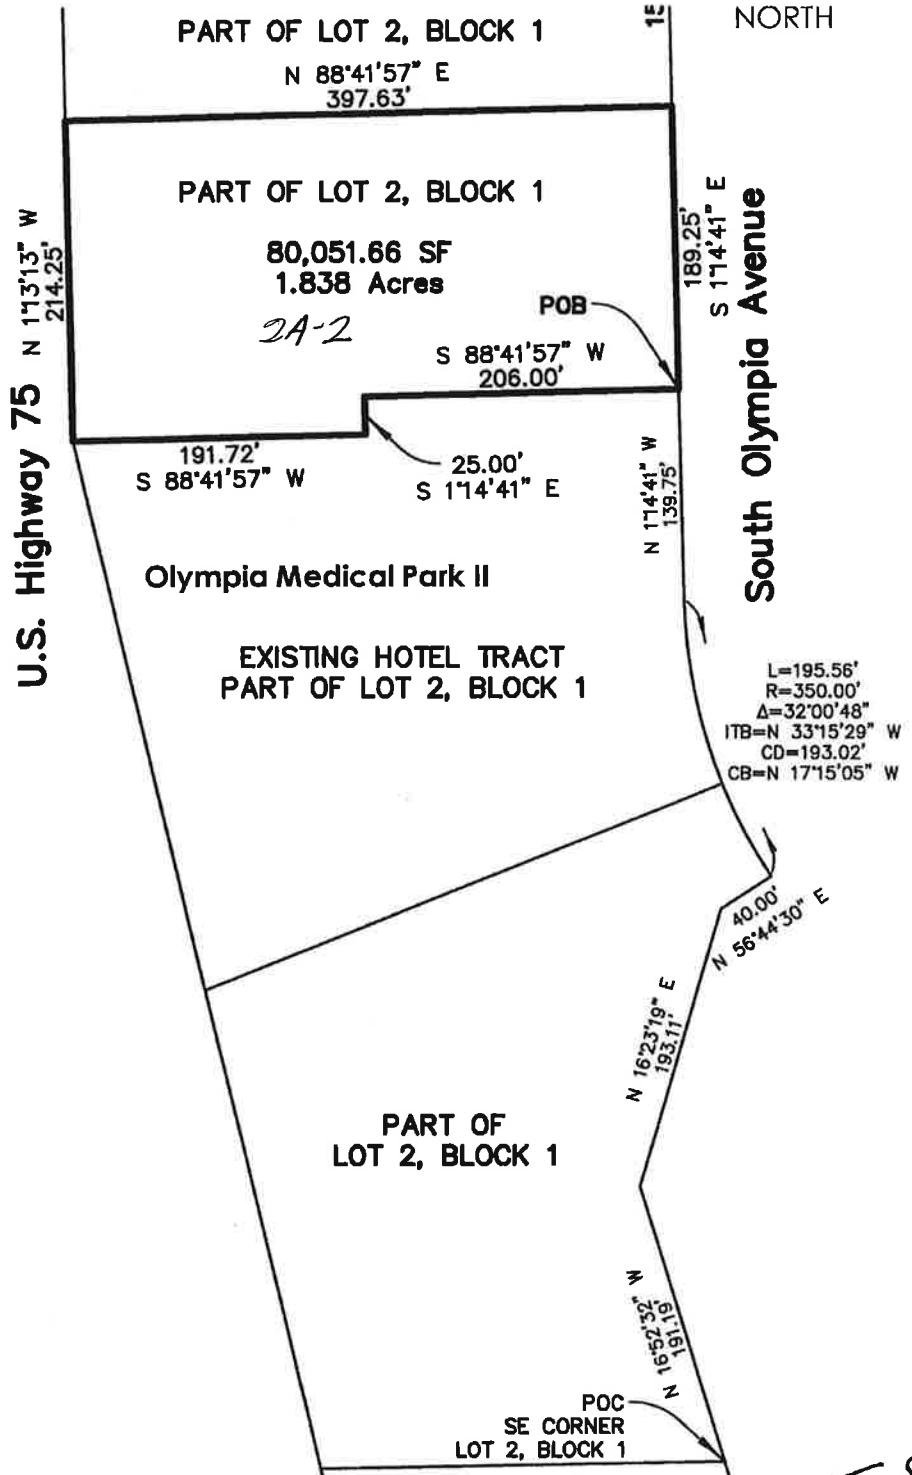 NORTH
PART OF LOT 2, BLOCK 1
N 88°41'57" E
397.63'
PART OF LOT 2, BLOCK 1
80,051.66 SF
1.838 Acres
2A-2
POB
S 88°41'57" W
206.00'
189.25'
S 1°14'41" E
South Olympia Avenue
N 1°13'13" W
214.25'
U.S. Highway 75
191.72'
S 88°41'57" W
25.00'
S 1°14'41" E
N 1°14'41" W
139.75'
Olympia Medical Park II
EXISTING HOTEL TRACT
PART OF LOT 2, BLOCK 1
L=195.56'
R=350.00'
Δ=32°00'48"
ITB=N 33°15'29" W
CD=193.02'
CB=N 17°15'05" W
40.00'
N 56°44'30" E
N 16°23'19" E
193.11'
PART OF
LOT 2, BLOCK 1
N 16°52'32" W
191.19'
POC
SE CORNER
LOT 2, BLOCK 1